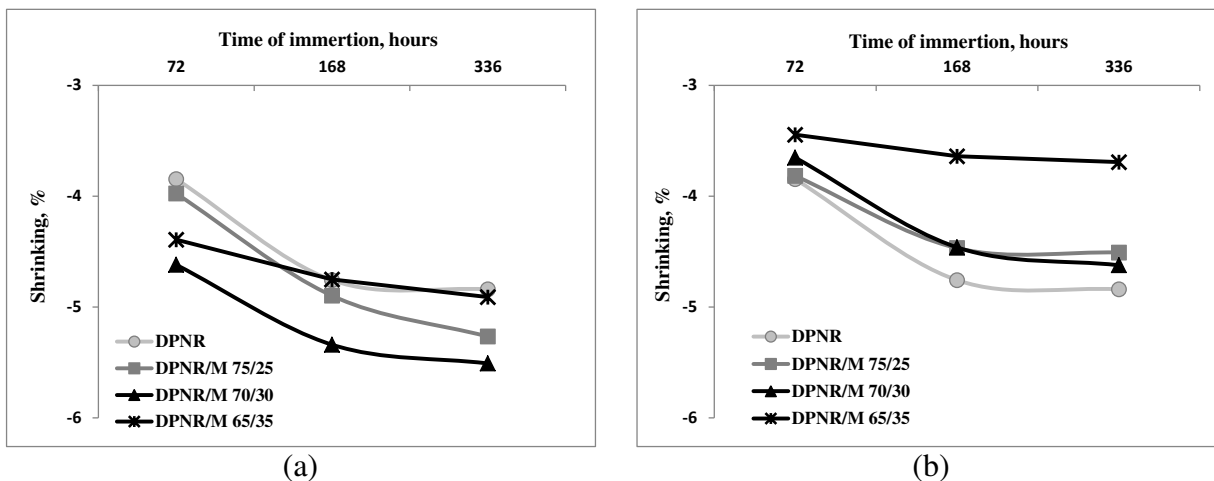 Time of immertion, hours
72 168 336
-3
-4
-5
-6
Shrinking, %
DPNR
DPNR/M 75/25
DPNR/M 70/30
DPNR/M 65/35
(a)
Time of immertion, hours
72 168 336
-3
-4
-5
-6
Shrinking, %
DPNR
DPNR/M 75/25
DPNR/M 70/30
DPNR/M 65/35
(b)